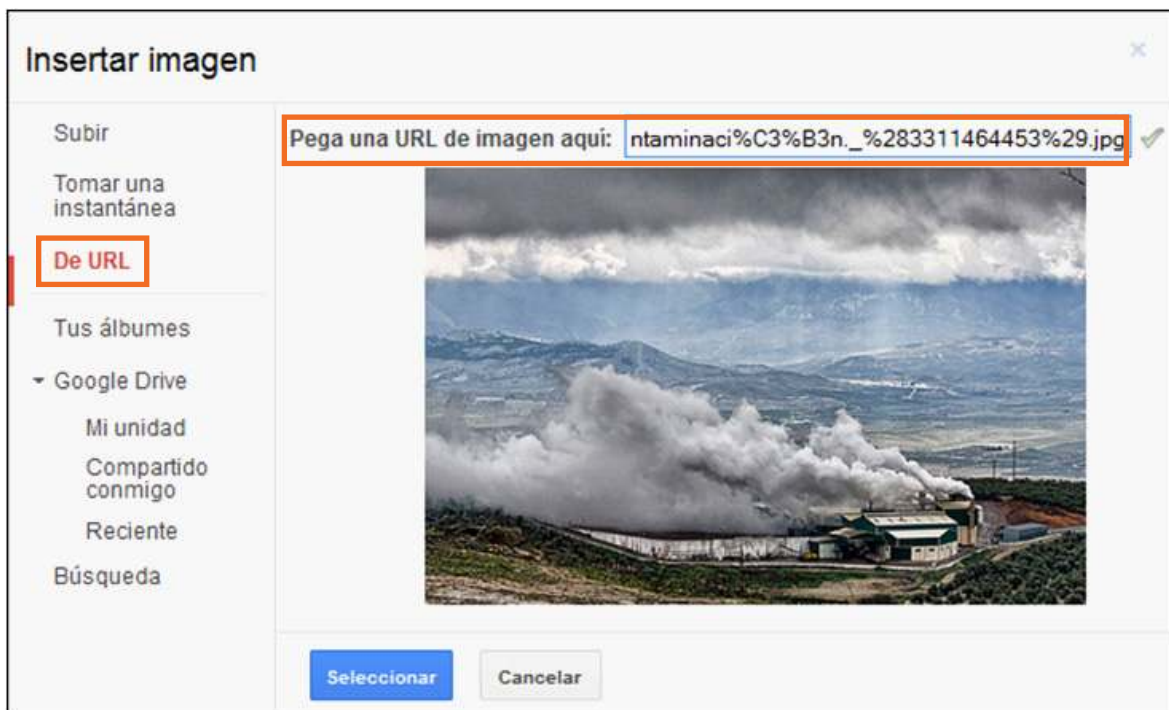 Insertar imagen
Subir
Tomar una
instantánea
De URL
Tus álbumes
Google Drive
Mi unidad
Compartido
conmigo
Reciente
Búsqueda
Pega una URL de imagen aquí: ntaminaci%C3%B3n._%283311464453%29.jpg
Seleccionar Cancelar